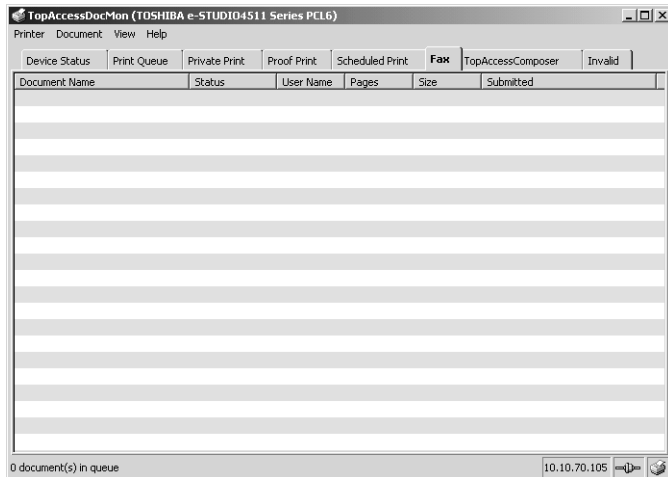 TopAccessDocMon (TOSHIBA e-STUDIO4511 Series PCL6)
Printer Document View Help
Device Status Print Queue Private Print Proof Print Scheduled Print Fax TopAccessComposer Invalid
Document Name Status User Name Pages Size Submitted
0 document(s) in queue 10.10.70.105